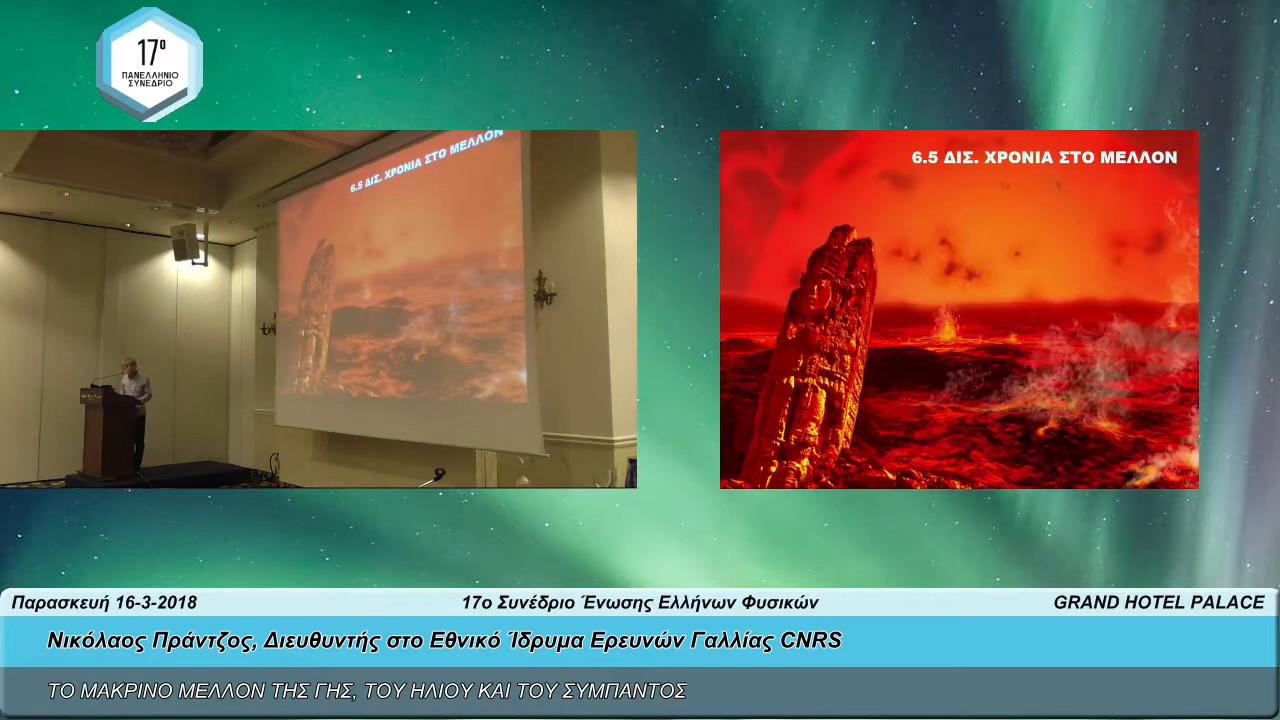 17ο
ΠΑΝΕΛΛΗΝΙΟ
ΣΥΝΕΔΡΙΟ
6.5 ΔΙΣ. ΧΡΟΝΙΑ ΣΤΟ ΜΕΛΛΟΝ
6.5 ΔΙΣ. ΧΡΟΝΙΑ ΣΤΟ ΜΕΛΛΟΝ
Παρασκευή 16-3-2018
17ο Συνέδριο Ένωσης Ελλήνων Φυσικών
GRAND HOTEL PALACE
Νικόλαος Πράντζος, Διευθυντής στο Εθνικό Ίδρυμα Ερευνών Γαλλίας CNRS
ΤΟ ΜΑΚΡΙΝΟ ΜΕΛΛΟΝ ΤΗΣ ΓΗΣ, ΤΟΥ ΗΛΙΟΥ ΚΑΙ ΤΟΥ ΣΥΜΠΑΝΤΟΣ